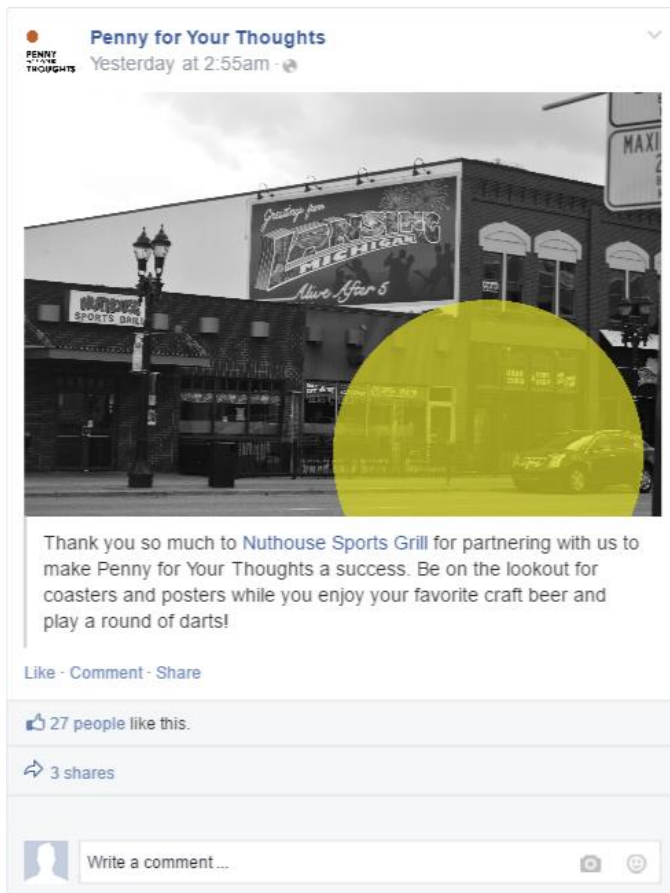 Penny for Your Thoughts
PENNY
THOUGHTS
Yesterday at 2:55am ·
MAXI
Greetings from
LANSING
MICHIGAN
Alive After 5
NUTHOUSE
SPORTS GRILL
Thank you so much to Nuthouse Sports Grill for partnering with us to
make Penny for Your Thoughts a success. Be on the lookout for
coasters and posters while you enjoy your favorite craft beer and
play a round of darts!
Like · Comment · Share
27 people like this.
3 shares
Write a comment ...